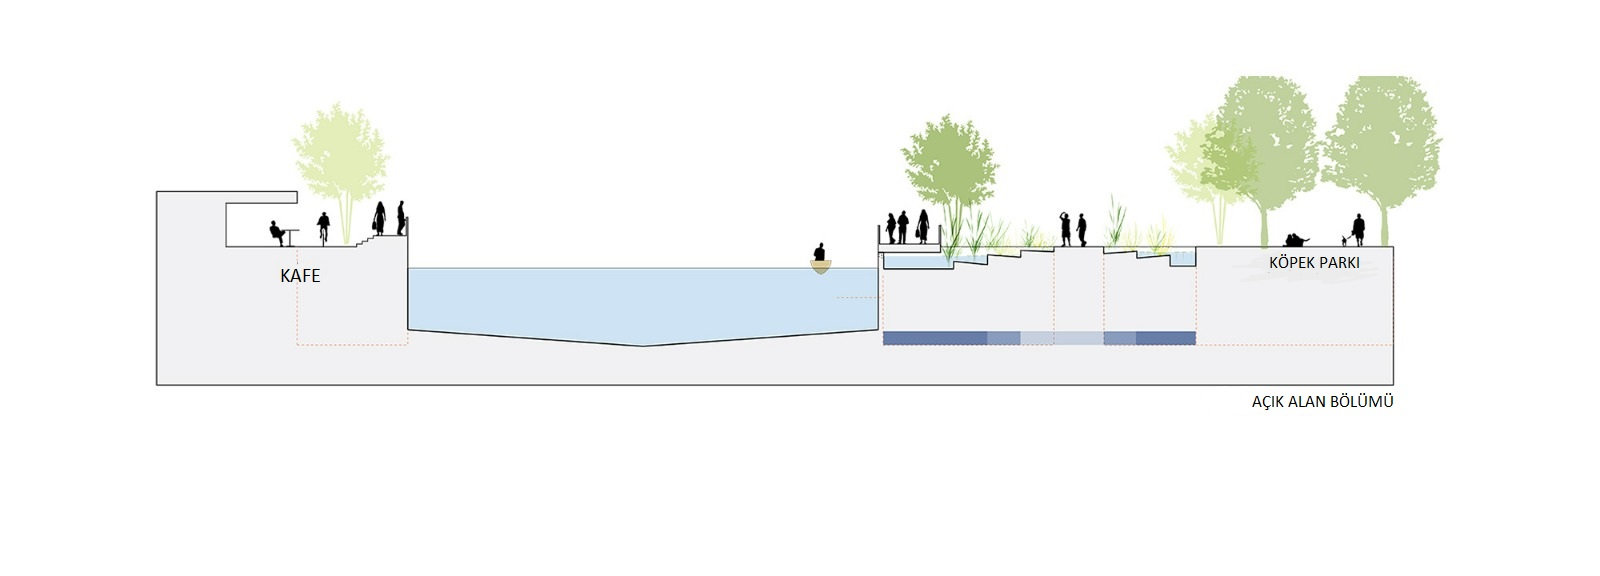 KAFE
KÖPEK PARKI
AÇIK ALAN BÖLÜMÜ